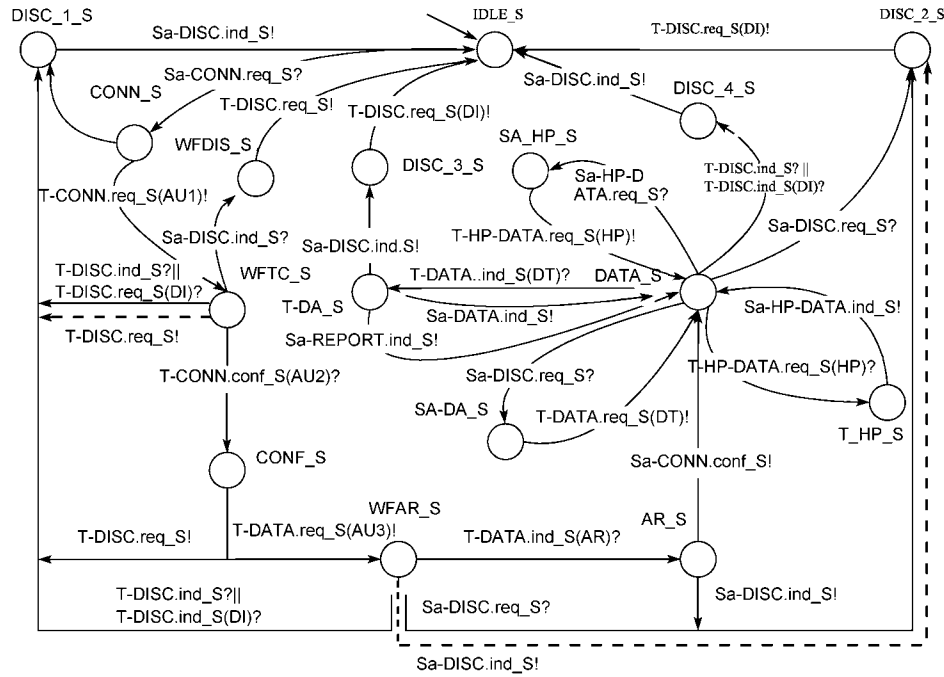 DISC_1_S
IDLE_S
DISC_2_S
Sa-DISC.ind_S!
T-DISC.req_S(DI)!
Sa-CONN.req_S?
Sa-DISC.ind_S!
CONN_S
T-DISC.req_S!
DISC_4_S
T-DISC.req_S(DI)!
WFDIS_S
SA_HP_S
DISC_3_S
T-DISC.ind_S? ||
T-DISC.ind_S(DI)?
Sa-HP-D
ATA.req_S?
T-CONN.req_S(AU1)!
Sa-DISC.req_S?
Sa-DISC.ind_S?
T-HP-DATA.req_S(HP)!
Sa-DISC.ind.S!
T-DISC.ind_S?||
T-DISC.req_S(DI)?
WFTC_S
T-DATA..ind_S(DT)?
DATA_S
T-DA_S
Sa-HP-DATA.ind_S!
Sa-DATA.ind_S!
T-DISC.req_S!
Sa-REPORT.ind_S!
T-CONN.conf_S(AU2)?
Sa-DISC.req_S?
T-HP-DATA.req_S(HP)?
SA-DA_S
T-DATA.req_S(DT)!
T_HP_S
CONF_S
Sa-CONN.conf_S!
WFAR_S
AR_S
T-DISC.req_S!
T-DATA.req_S(AU3)!
T-DATA.ind_S(AR)?
T-DISC.ind_S?||
T-DISC.ind_S(DI)?
Sa-DISC.req_S?
Sa-DISC.ind_S!
Sa-DISC.ind_S!